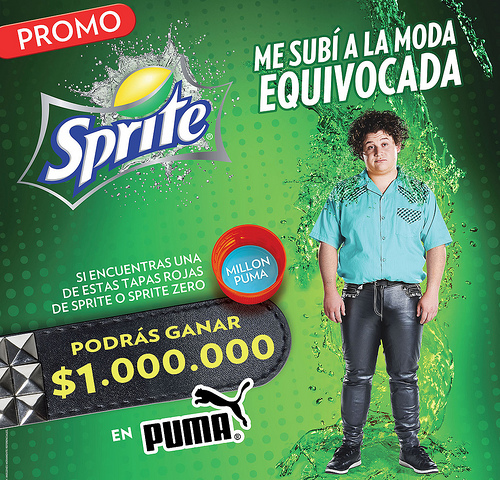 PROMO
Sprite
ME SUBÍ A LA MODA
EQUIVOCADA
SI ENCUENTRAS UNA
DE ESTAS TAPAS ROJAS
DE SPRITE O SPRITE ZERO
MILLON
PUMA
PODRÁS GANAR
$1.000.000
EN PUMA®